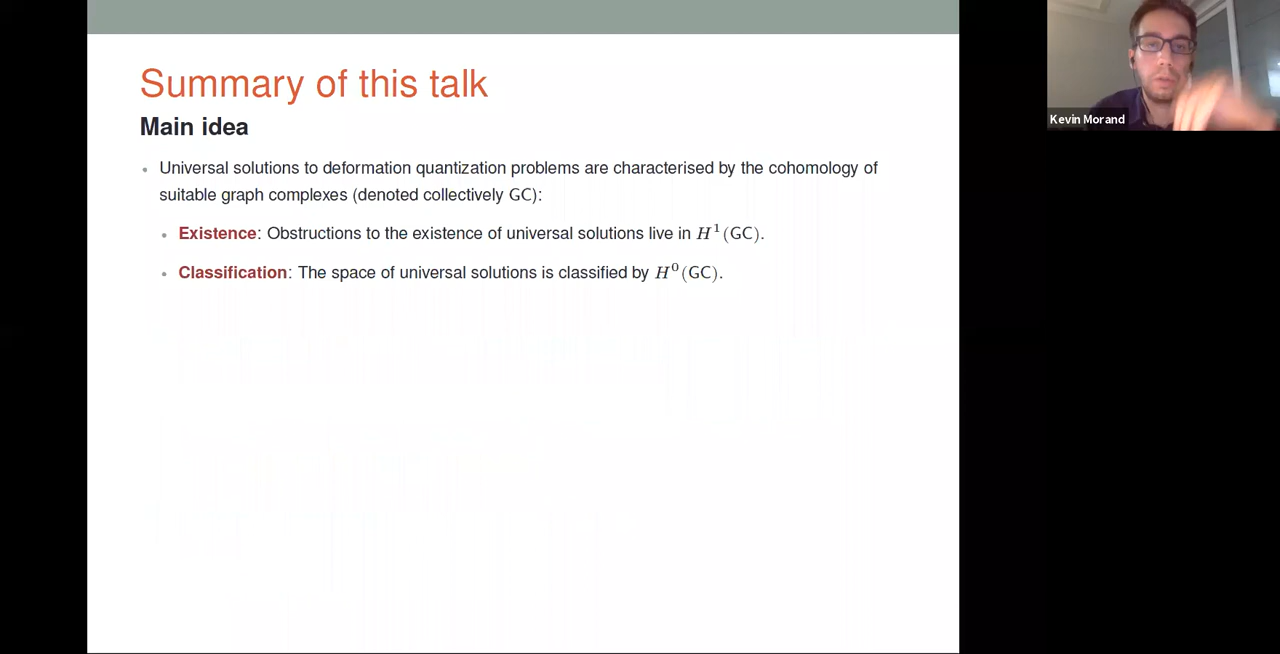 Summary of this talk
Main idea
• Universal solutions to deformation quantization problems are characterised by the cohomology of
suitable graph complexes (denoted collectively GC):
• Existence: Obstructions to the existence of universal solutions live in H¹(GC).
• Classification: The space of universal solutions is classified by H⁰(GC).
Kevin Morand